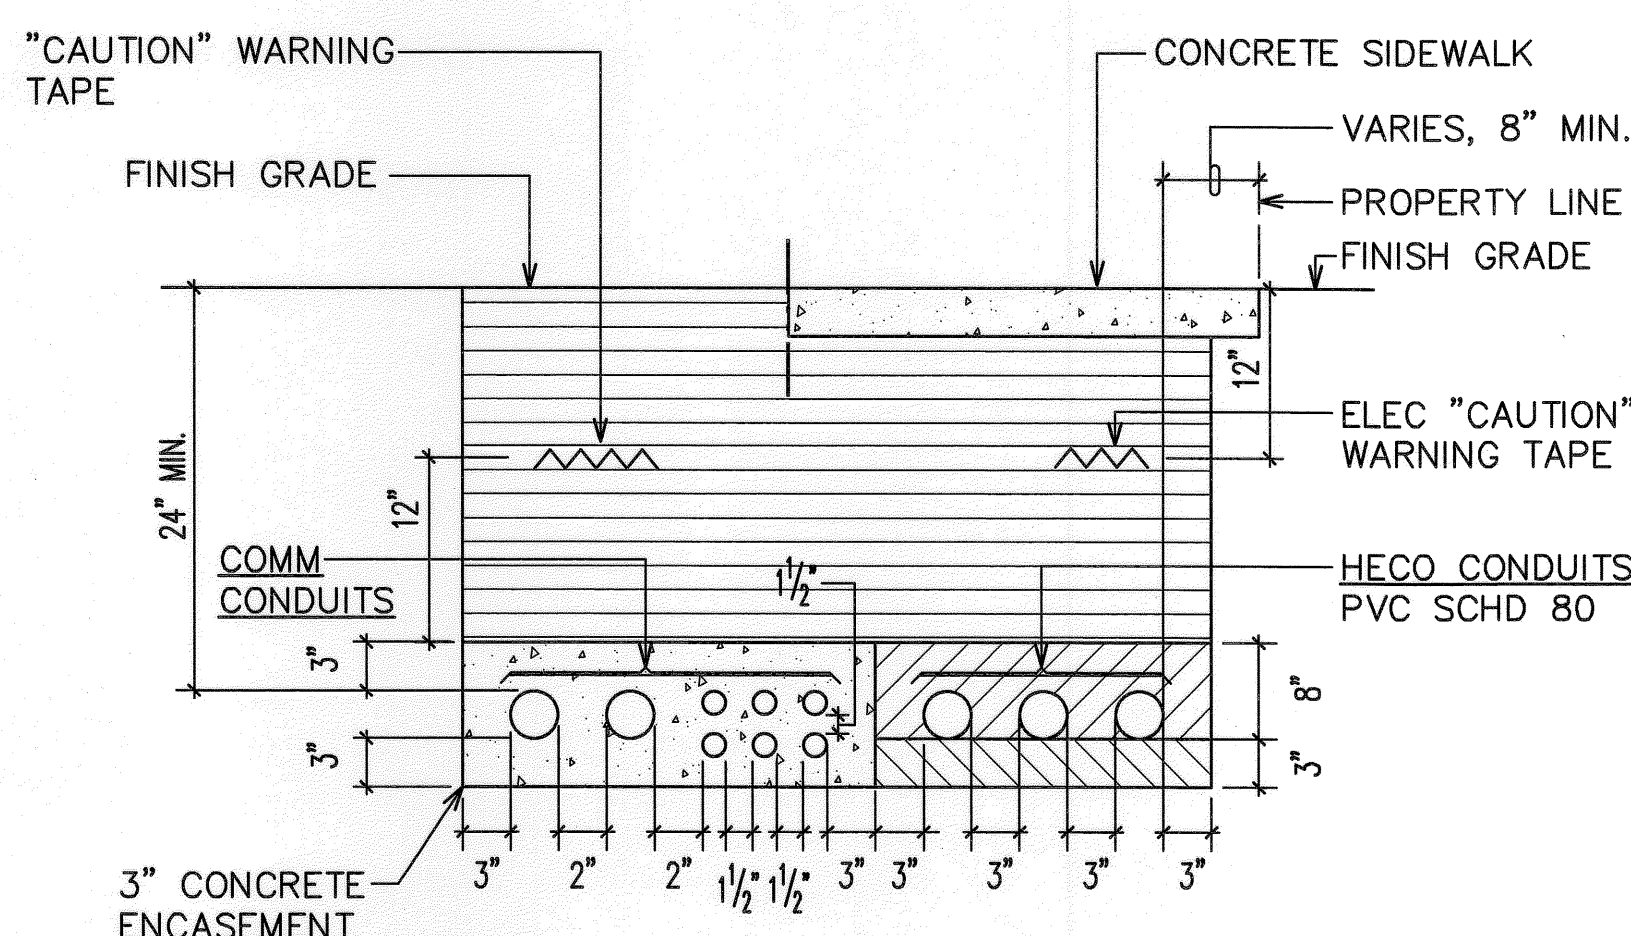 "CAUTION" WARNING
TAPE
CONCRETE SIDEWALK
VARIES, 8" MIN.
FINISH GRADE
PROPERTY LINE
FINISH GRADE
12"
ELEC "CAUTION"
WARNING TAPE
24" MIN.
12"
COMM
CONDUITS
1½"
HECO CONDUITS
PVC SCHD 80
3"
8"
3"
3"
3"
2"
2"
1½"
1½"
3"
3"
3"
3"
3"
3" CONCRETE
ENCASEMENT